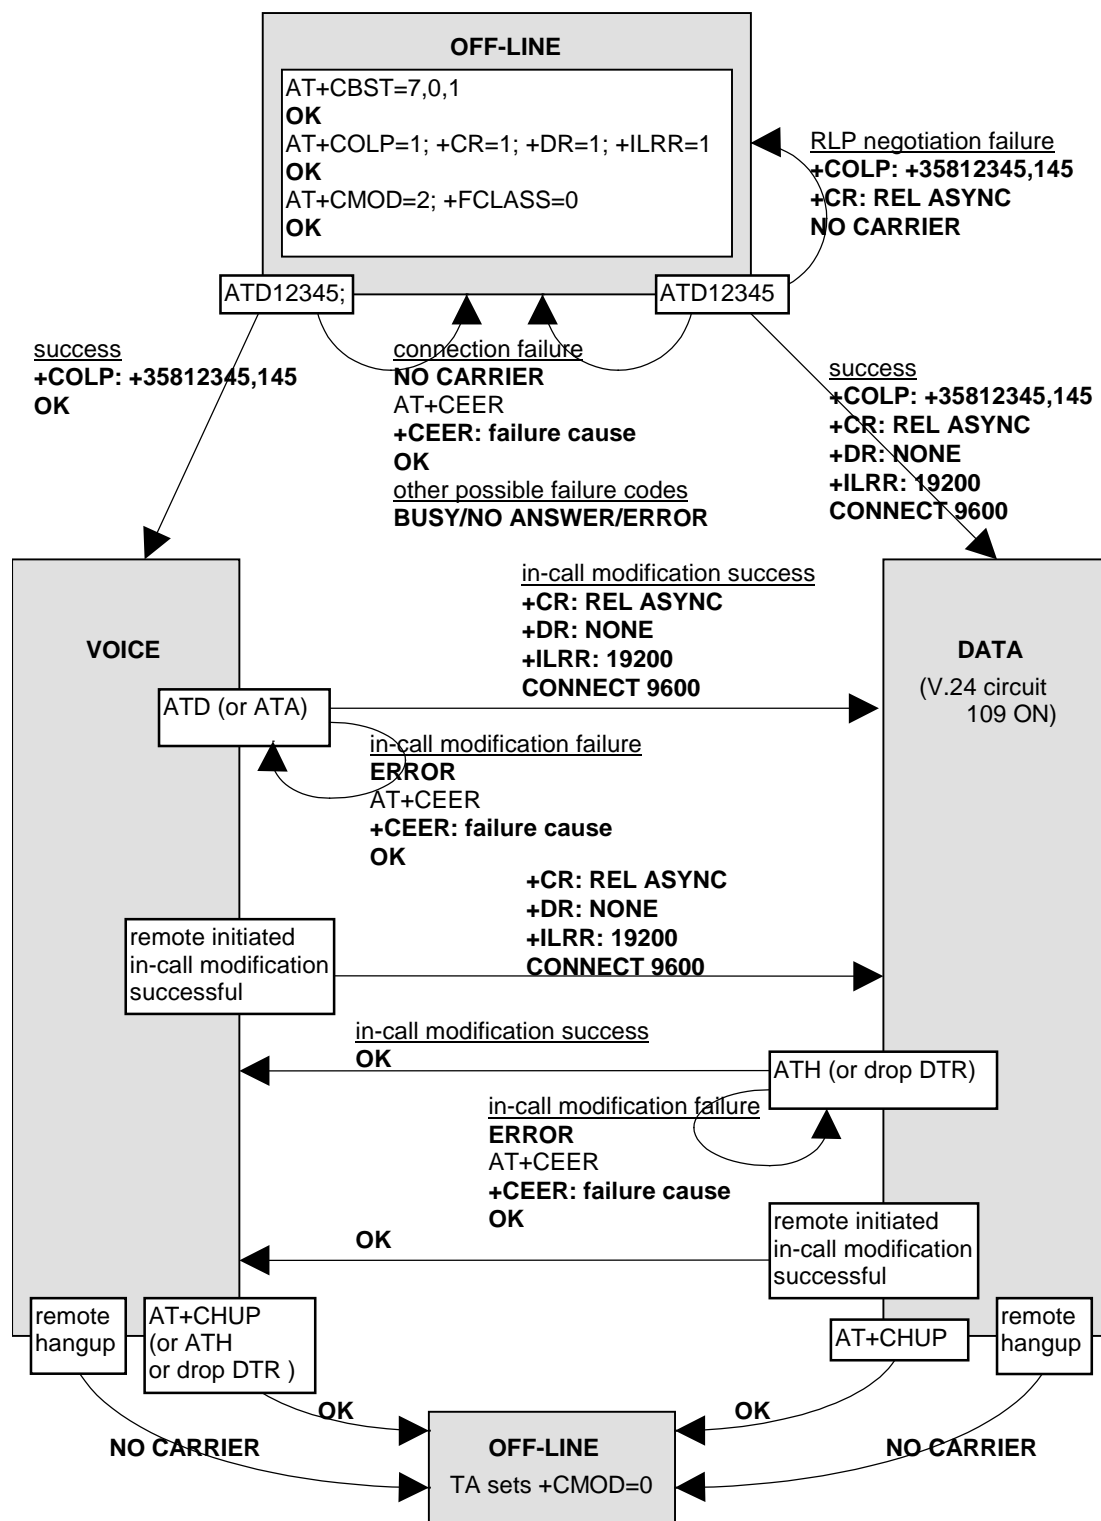 OFF-LINE
AT+CBST=7,0,1
OK
AT+COLP=1; +CR=1; +DR=1; +ILRR=1
OK
AT+CMOD=2; +FCLASS=0
OK
RLP negotiation failure
+COLP: +35812345,145
+CR: REL ASYNC
NO CARRIER
ATD12345;
ATD12345
success
+COLP: +35812345,145
OK
connection failure
NO CARRIER
AT+CEER
+CEER: failure cause
OK
other possible failure codes
BUSY/NO ANSWER/ERROR
success
+COLP: +35812345,145
+CR: REL ASYNC
+DR: NONE
+ILRR: 19200
CONNECT 9600
VOICE
in-call modification success
+CR: REL ASYNC
+DR: NONE
+ILRR: 19200
CONNECT 9600
DATA
(V.24 circuit
109 ON)
ATD (or ATA)
in-call modification failure
ERROR
AT+CEER
+CEER: failure cause
OK
+CR: REL ASYNC
+DR: NONE
+ILRR: 19200
CONNECT 9600
remote initiated
in-call modification
successful
in-call modification success
OK
ATH (or drop DTR)
in-call modification failure
ERROR
AT+CEER
+CEER: failure cause
OK
remote initiated
in-call modification
successful
OK
remote
hangup
AT+CHUP
(or ATH
or drop DTR )
AT+CHUP
remote
hangup
OK
OK
NO CARRIER
NO CARRIER
OFF-LINE
TA sets +CMOD=0